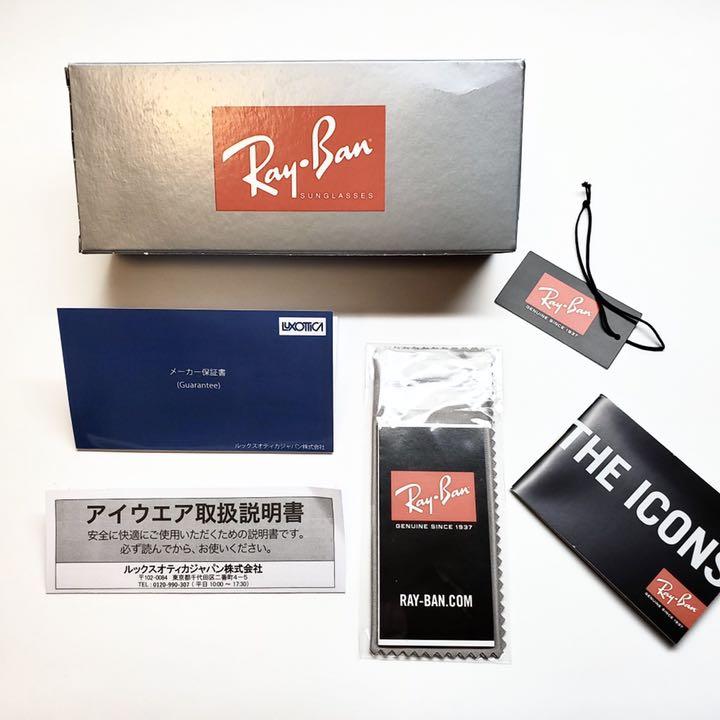 Ray-Ban
SUNGLASSES
LUXOTTICA
メーカー保証書
(Guarantee)
ルックスオティカジャパン株式会社
アイウエア取扱説明書
安全に快適にご使用いただくための説明書です。
必ず読んでから、お使いください。
ルックスオティカジャパン株式会社
〒102-0084 東京都千代田区二番町4-5
TEL : 0120-990-307 ( 平日 10:00 ～ 17:30)
Ray-Ban
GENUINE SINCE 1937
RAY-BAN.COM
Ray-Ban
GENUINE SINCE 1937
THE ICONS
Ray-Ban
GENUINE SINCE 1937